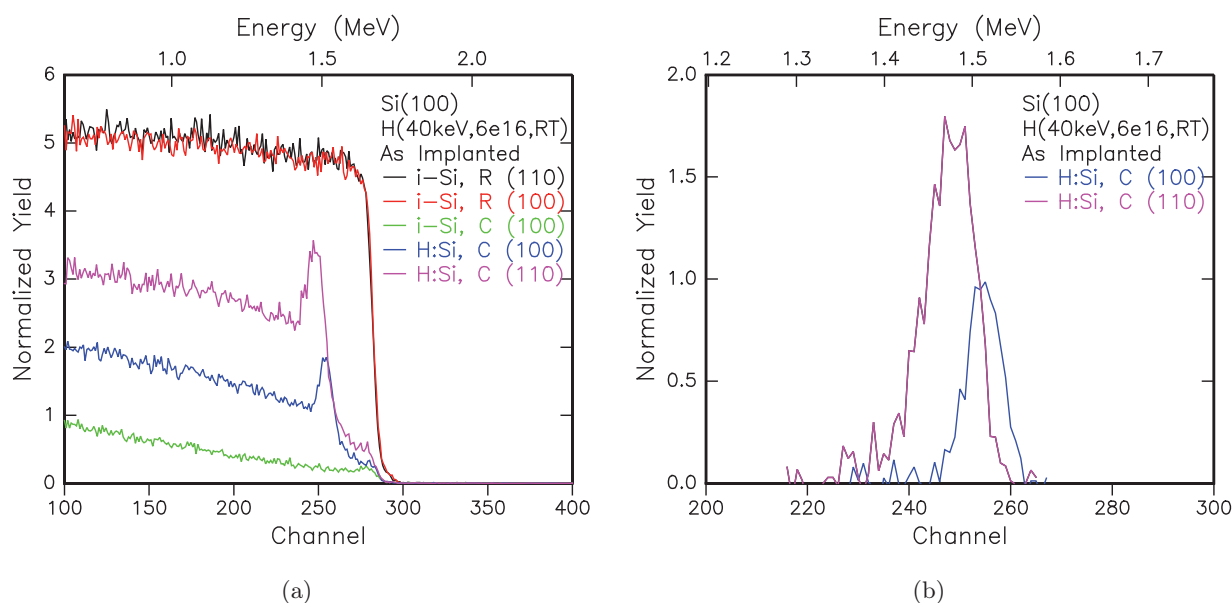 Energy (MeV)
1.0 1.5 2.0
6
5
4
3
2
1
0
Normalized Yield
Si(100)
H(40keV,6e16,RT)
As Implanted
i-Si, R (110)
i-Si, R (100)
i-Si, C (100)
H:Si, C (100)
H:Si, C (110)
100 150 200 250 300 350 400
Channel
(a)
Energy (MeV)
1.2 1.3 1.4 1.5 1.6 1.7
2.0
1.5
1.0
0.5
0.0
Normalized Yield
Si(100)
H(40keV,6e16,RT)
As Implanted
H:Si, C (100)
H:Si, C (110)
200 220 240 260 280 300
Channel
(b)